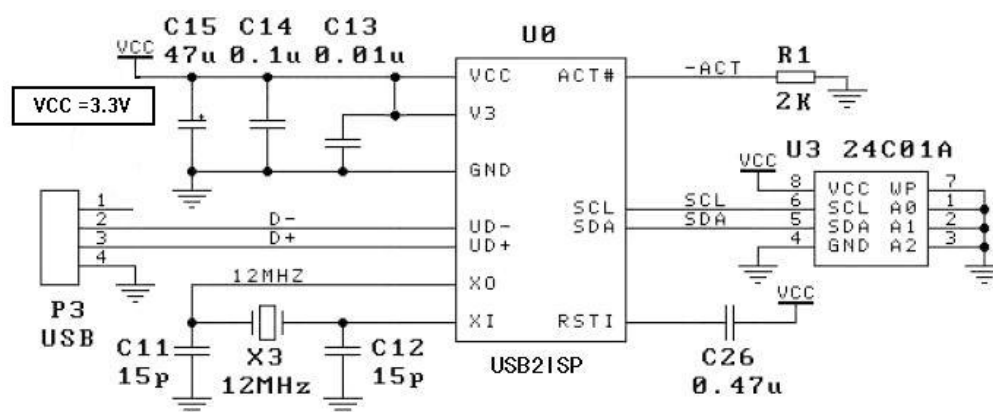 U0
C15 C14 C13
VCC 47u 0.1u 0.01u
VCC =3.3V
VCC ACT# -ACT R1
2K
V3
GND
U3 24C01A
VCC
8 VCC WP 7
SCL SCL 6 SCL A0 1
SDA SDA 5 SDA A1 2
4 GND A2 3
1
2 D- UD-
3 D+ UD+
4
P3
USB
12MHZ X0
XI RSTI VCC
C11 X3 C12
15p 12MHz 15p
USB2ISP
C26
0.47u